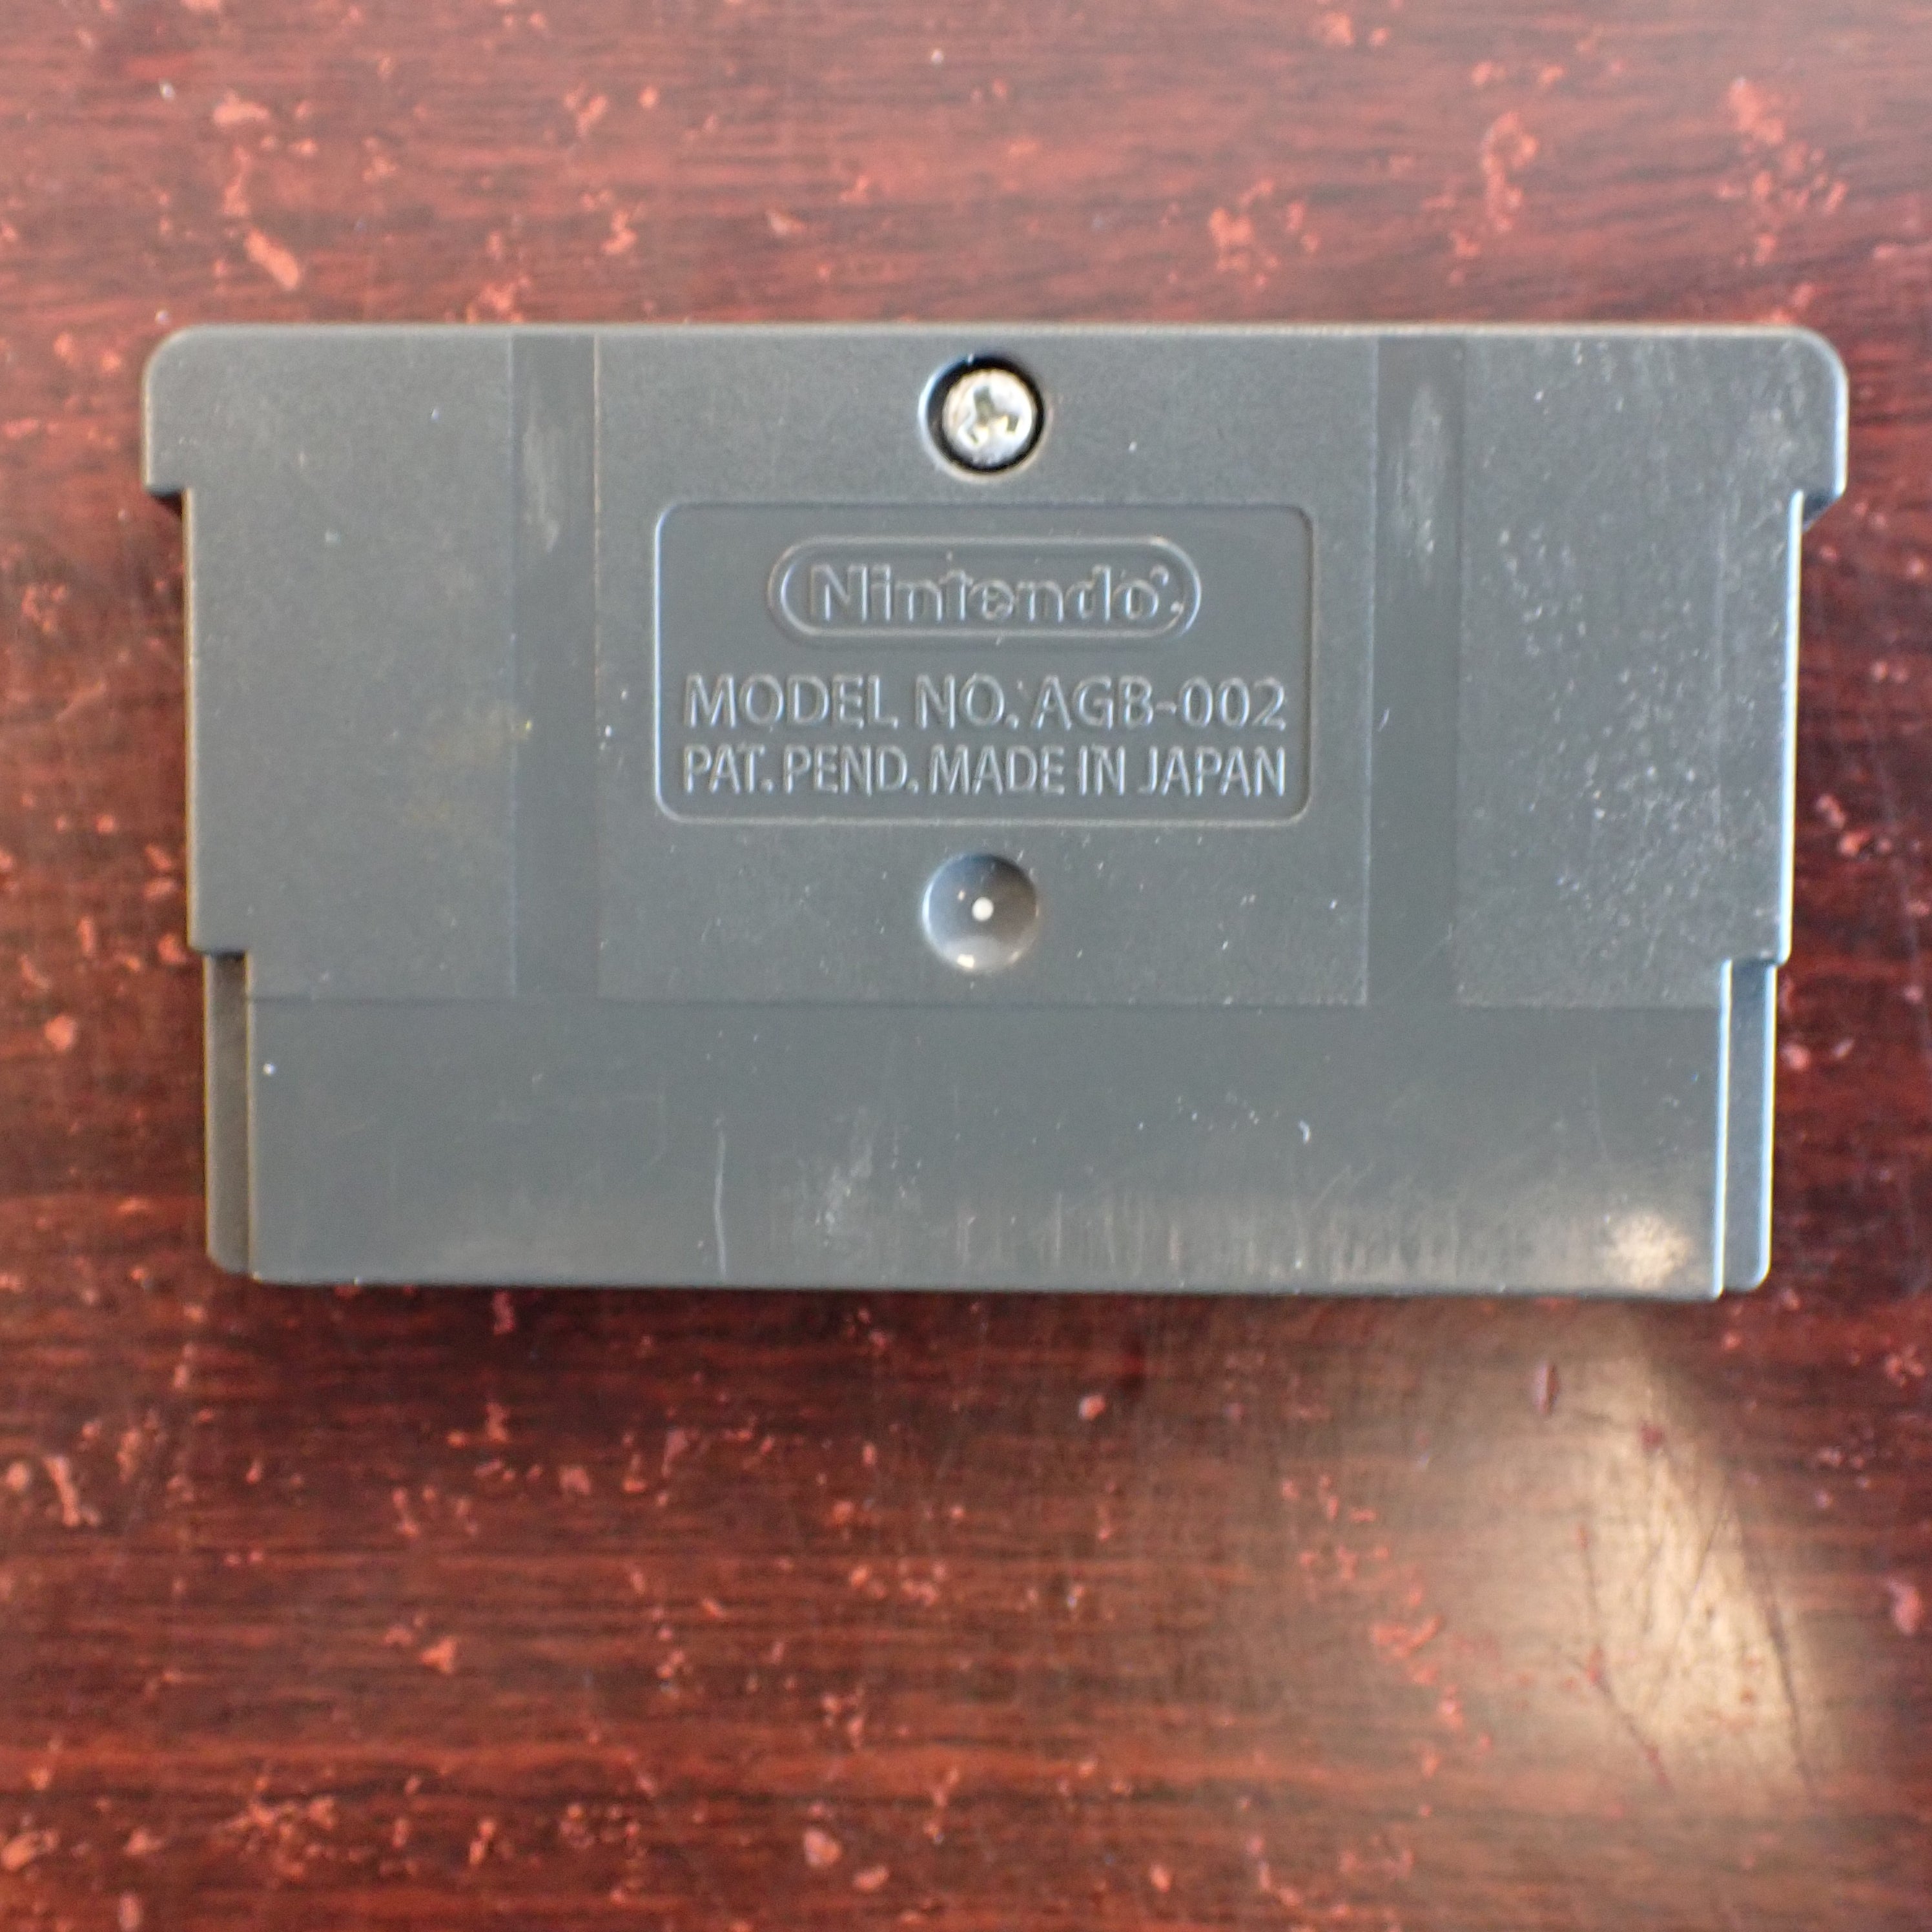 Nintendo
MODEL NO. AGB-002
PAT. PEND. MADE IN JAPAN